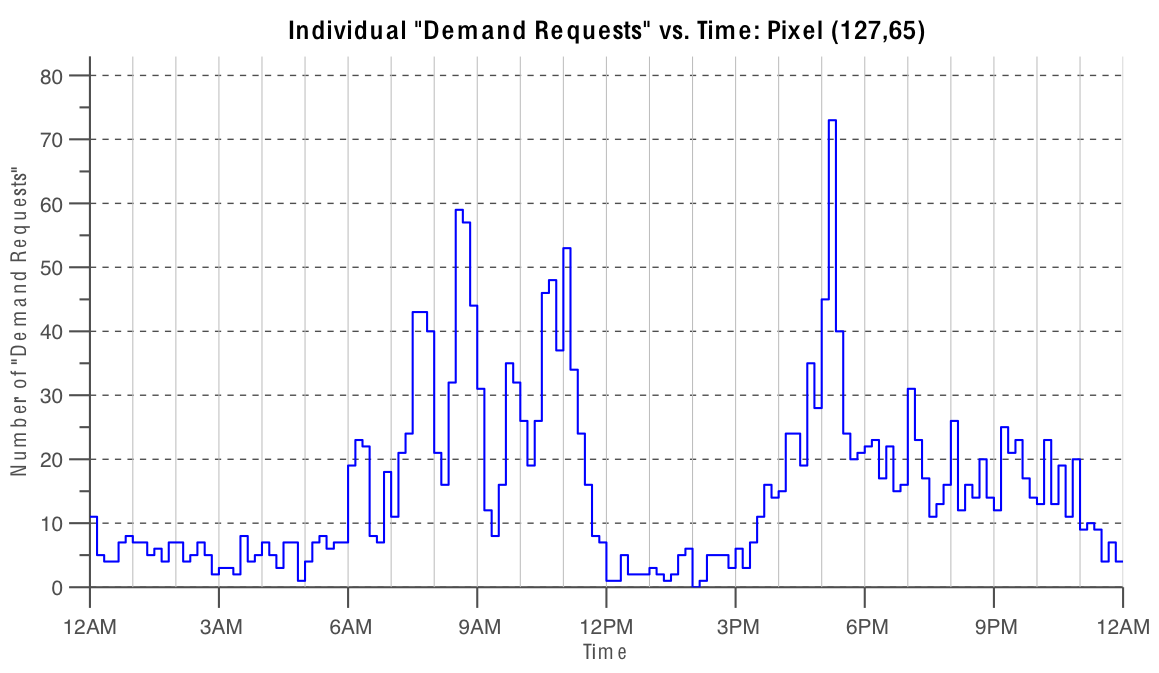 Individual "Demand Requests" vs. Time: Pixel (127,65)
Number of "Demand Requests"
80
70
60
50
40
30
20
10
0
12AM 3AM 6AM 9AM 12PM 3PM 6PM 9PM 12AM
Time